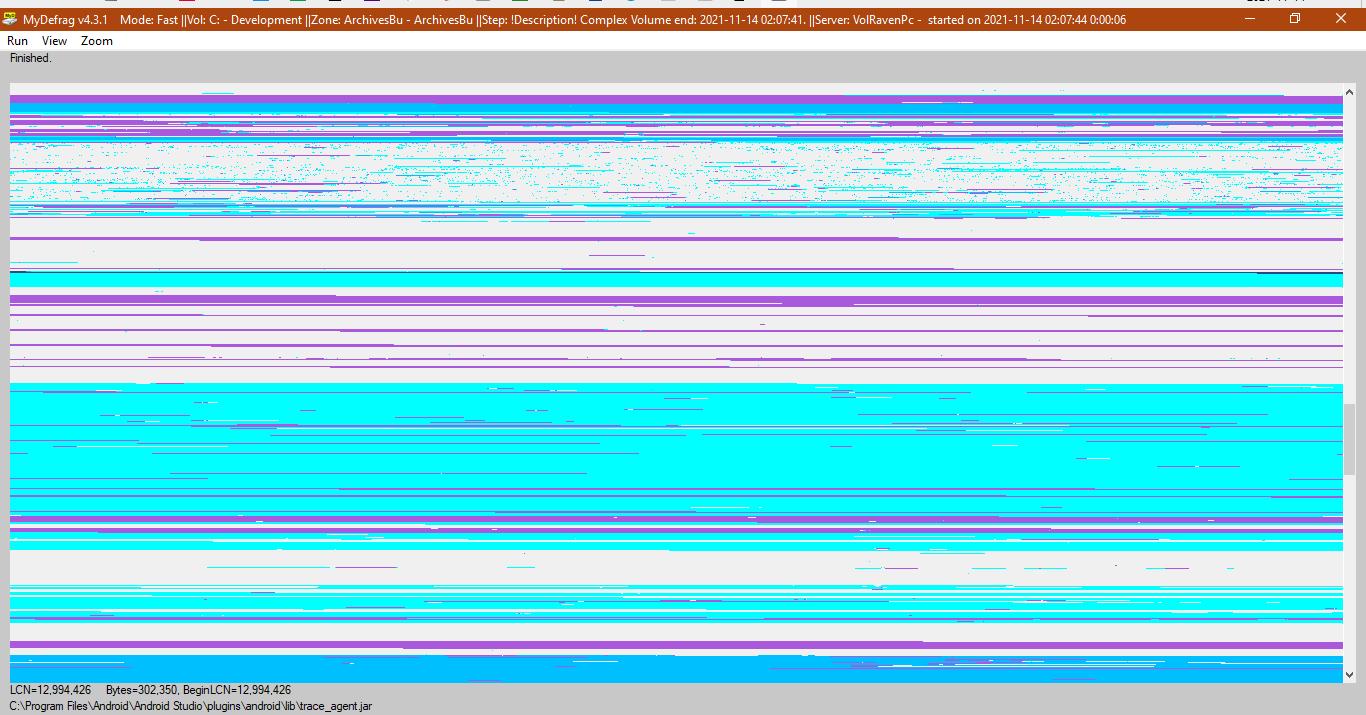 MyDefrag v4.3.1    Mode: Fast ||Vol: C: - Development ||Zone: ArchivesBu - ArchivesBu ||Step: !Description! Complex Volume end: 2021-11-14 02:07:41. ||Server: VolRavenPc -  started on 2021-11-14 02:07:44 0:00:06
Run View Zoom
Finished.
LCN=12,994,426    Bytes=302,350, BeginLCN=12,994,426
C:\Program Files\Android\Android Studio\plugins\android\lib\trace_agent.jar